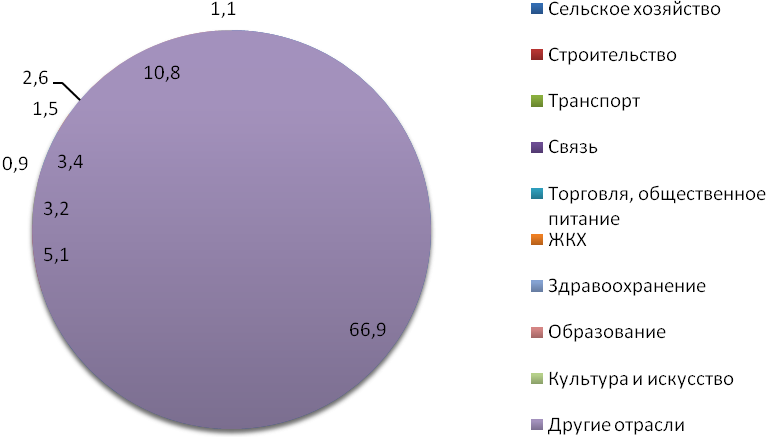 1,1
10,8
2,6
1,5
0,9
3,4
3,2
5,1
66,9
Сельское хозяйство
Строительство
Транспорт
Связь
Торговля, общественное
питание
ЖКХ
Здравоохранение
Образование
Культура и искусство
Другие отрасли